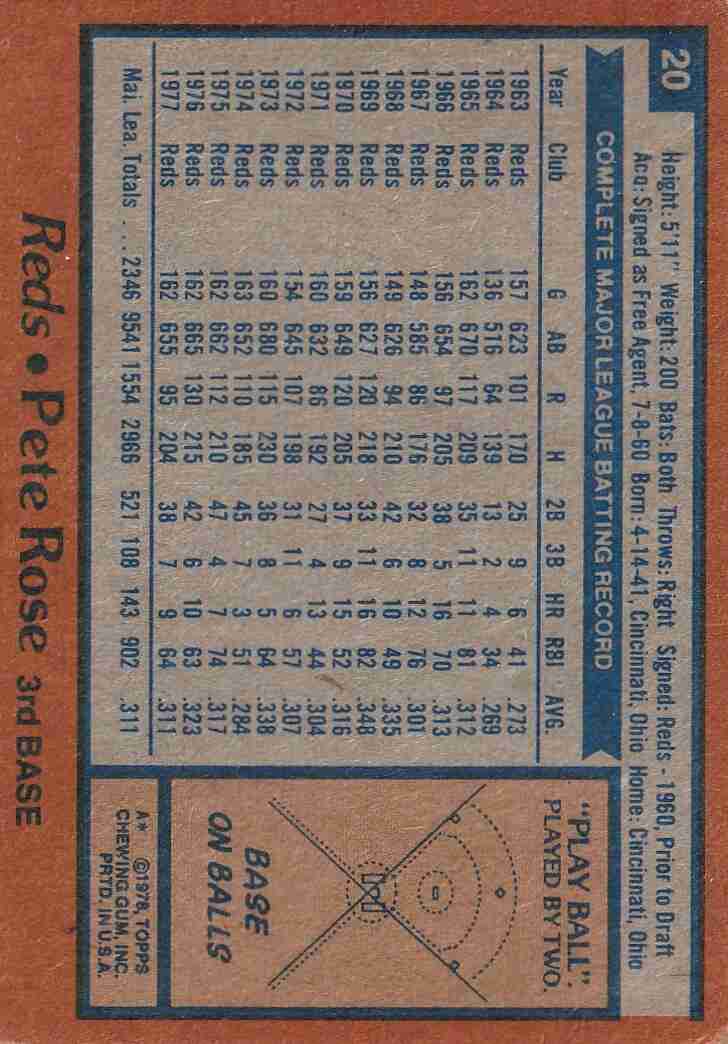 20
Height: 5'11" Weight: 200 Bats: Both Throws: Right Signed: Reds - 1960, Prior to Draft
Acq: Signed as Free Agent, 7-8-60 Born: 4-14-41, Cincinnati, Ohio Home: Cincinnati, Ohio
COMPLETE MAJOR LEAGUE BATTING RECORD
Year Club G AB R H 2B 3B HR RBI AVG.
1963 Reds 157 623 101 170 25 9 6 41 .273
1964 Reds 136 516 64 139 13 2 4 34 .269
1965 Reds 162 670 117 209 35 11 11 81 .312
1966 Reds 156 654 97 205 38 5 16 70 .313
1967 Reds 148 585 86 176 32 8 12 76 .301
1968 Reds 149 626 94 210 42 6 10 49 .335
1969 Reds 156 627 120 218 33 11 16 82 .348
1970 Reds 159 649 120 205 37 9 15 52 .316
1971 Reds 160 632 86 192 27 4 13 44 .304
1972 Reds 154 645 107 198 31 11 6 57 .307
1973 Reds 160 680 115 230 36 8 5 64 .338
1974 Reds 163 652 110 185 45 7 3 51 .284
1975 Reds 162 662 112 210 47 4 7 74 .317
1976 Reds 162 665 130 215 42 6 10 63 .323
1977 Reds 162 655 95 204 38 7 9 64 .311
Maj. Lea. Totals . . . 2346 9541 1554 2966 521 108 143 902 .311
"PLAY BALL".
PLAYED BY TWO.
BASE
ON BALLS
A* ©1978, TOPPS
CHEWING GUM, INC.
PRTD. IN U.S.A.
Reds • Pete Rose 3rd BASE